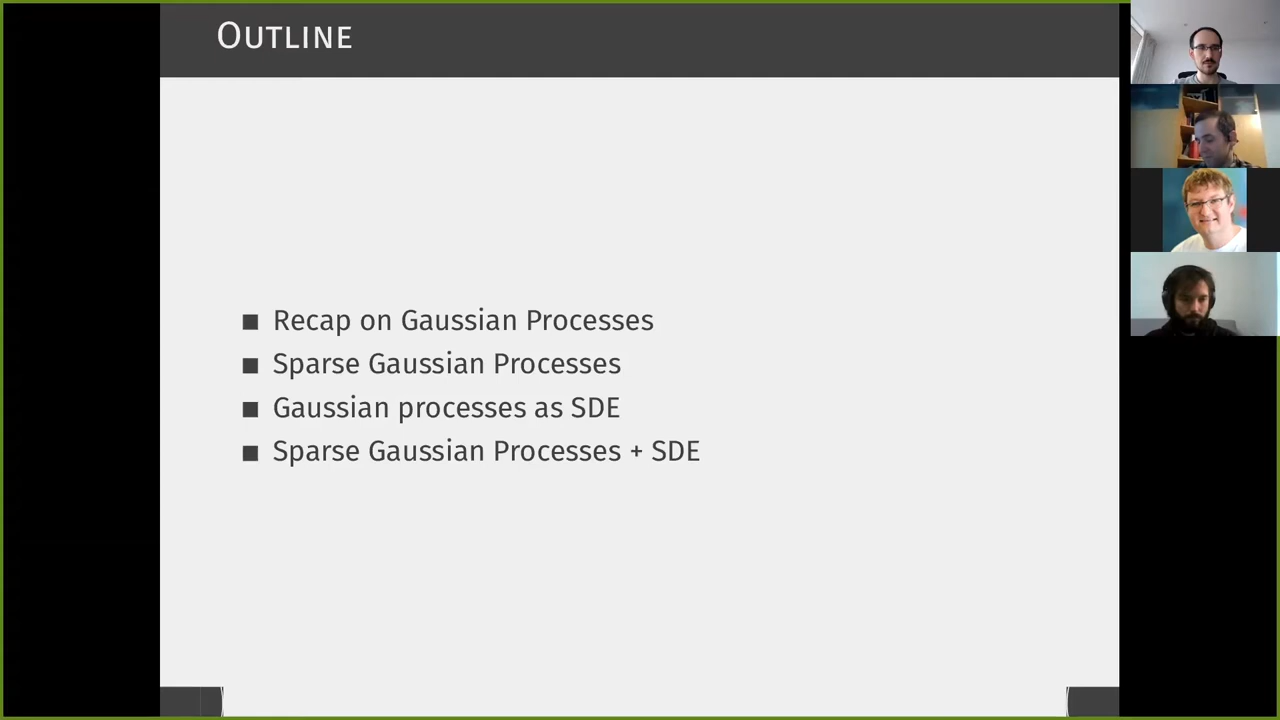 OUTLINE
■ Recap on Gaussian Processes
■ Sparse Gaussian Processes
■ Gaussian processes as SDE
■ Sparse Gaussian Processes + SDE